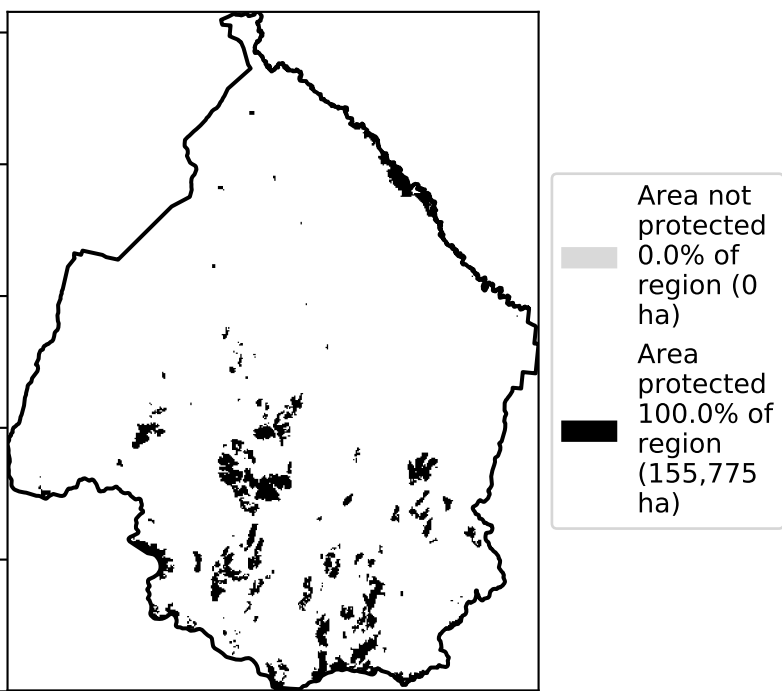 Area not
protected
0.0% of
region (0
ha)
Area
protected
100.0% of
region
(155,775
ha)